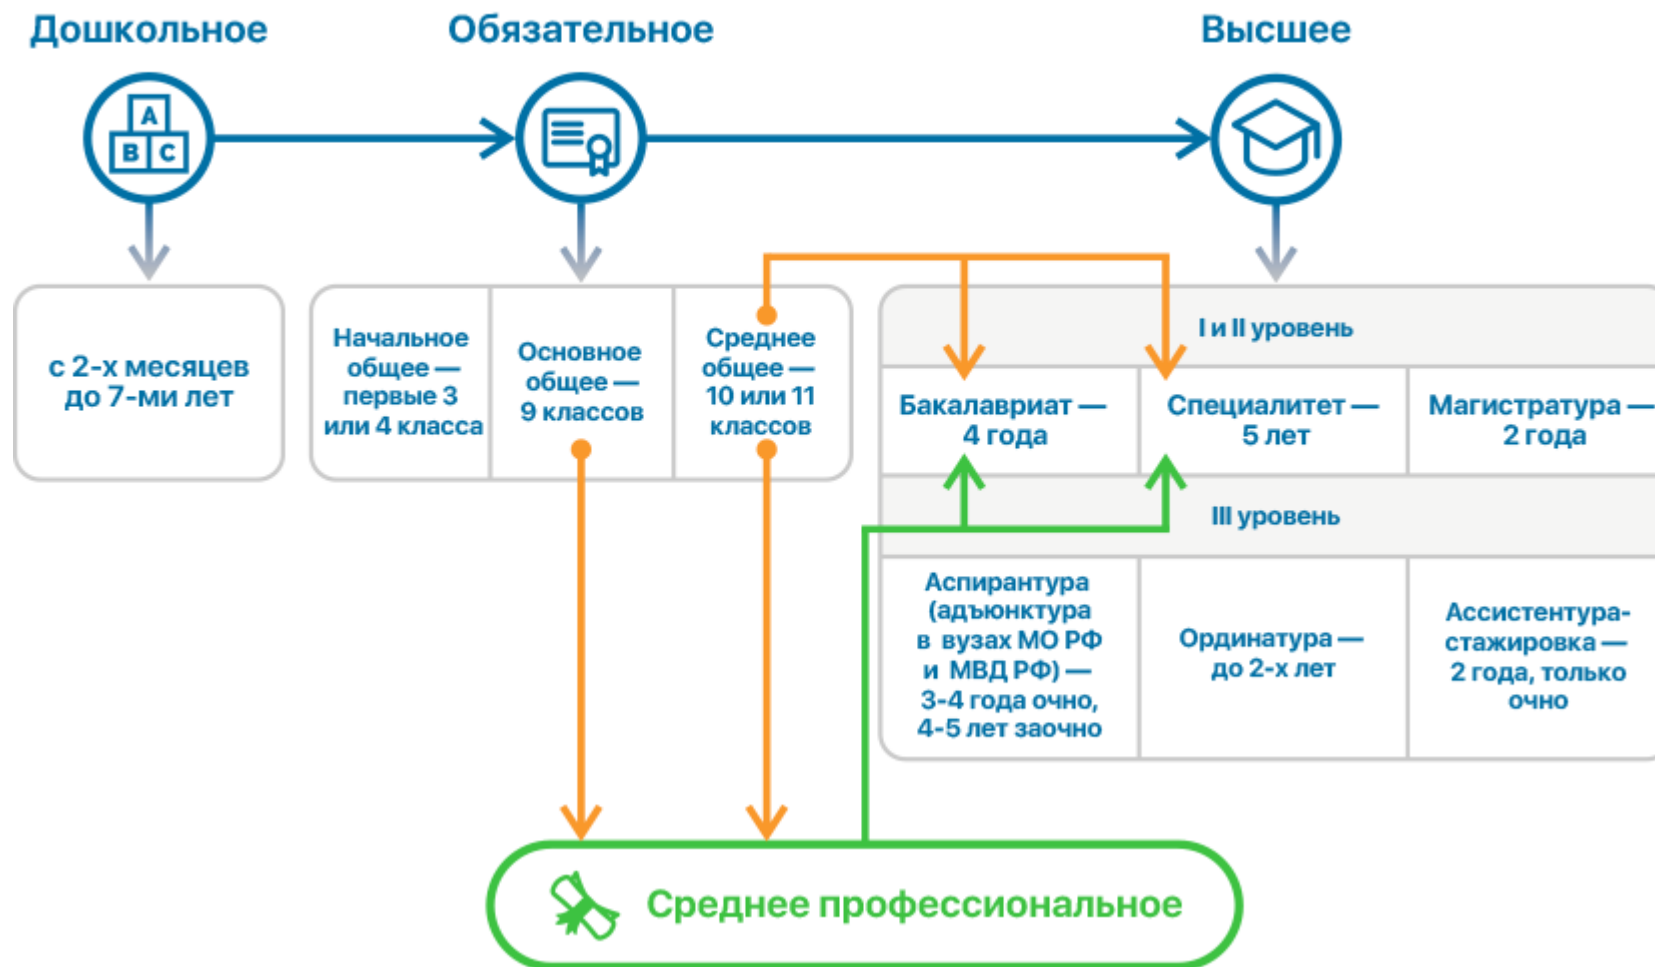 Дошкольное
Обязательное
Высшее
A
B C
с 2-х месяцев
до 7-ми лет
Начальное
общее —
первые 3
или 4 класса
Основное
общее —
9 классов
Среднее
общее —
10 или 11
классов
I и II уровень
Бакалавриат —
4 года
Специалитет —
5 лет
Магистратура —
2 года
III уровень
Аспирантура
(адъюнктура
в вузах МО РФ
и МВД РФ) —
3-4 года очно,
4-5 лет заочно
Ординатура —
до 2-х лет
Ассистентура-
стажировка —
2 года, только
очно
Среднее профессиональное